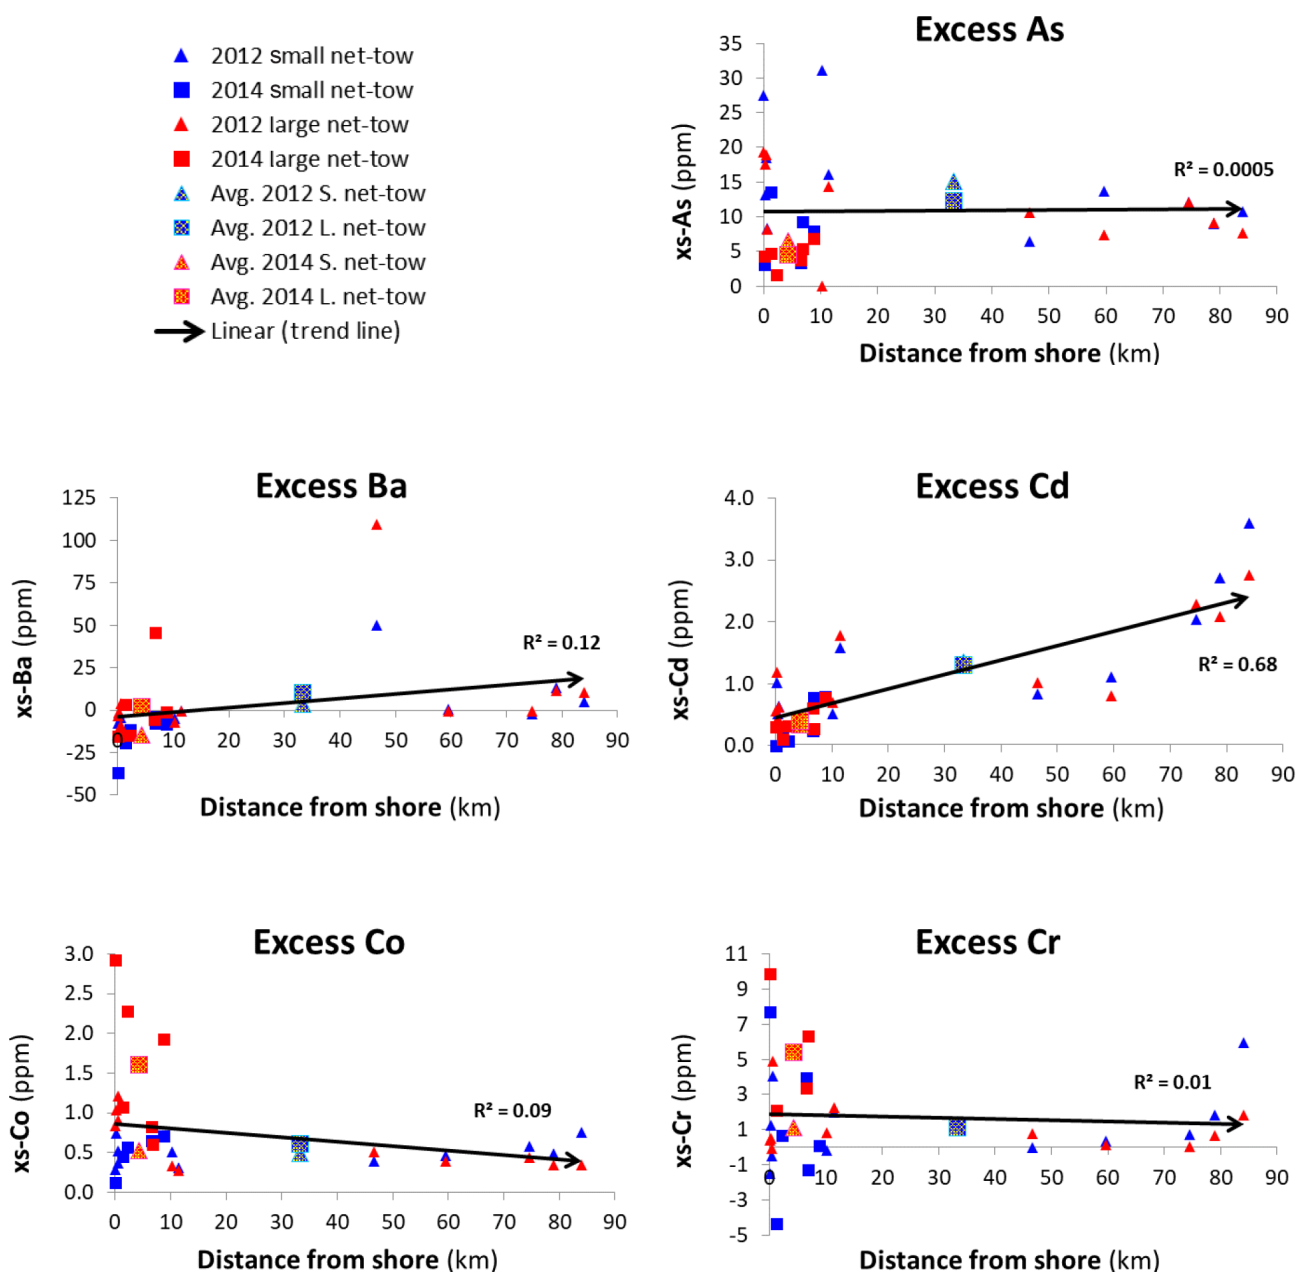 2012 small net-tow
2014 small net-tow
2012 large net-tow
2014 large net-tow
Avg. 2012 S. net-tow
Avg. 2012 L. net-tow
Avg. 2014 S. net-tow
Avg. 2014 L. net-tow
Linear (trend line)
Excess As
xs-As (ppm)
35
30
25
20
15
10
5
0
R² = 0.0005
0 10 20 30 40 50 60 70 80 90
Distance from shore (km)
Excess Ba
xs-Ba (ppm)
125
100
75
50
25
0
-25
-50
R² = 0.12
0 10 20 30 40 50 60 70 80 90
Distance from shore (km)
Excess Cd
xs-Cd (ppm)
4.0
3.0
2.0
1.0
0.0
R² = 0.68
0 10 20 30 40 50 60 70 80 90
Distance from shore (km)
Excess Co
xs-Co (ppm)
3.0
2.5
2.0
1.5
1.0
0.5
0.0
R² = 0.09
0 10 20 30 40 50 60 70 80 90
Distance from shore (km)
Excess Cr
xs-Cr (ppm)
11
9
7
5
3
1
-1
-3
-5
R² = 0.01
0 10 20 30 40 50 60 70 80 90
Distance from shore (km)